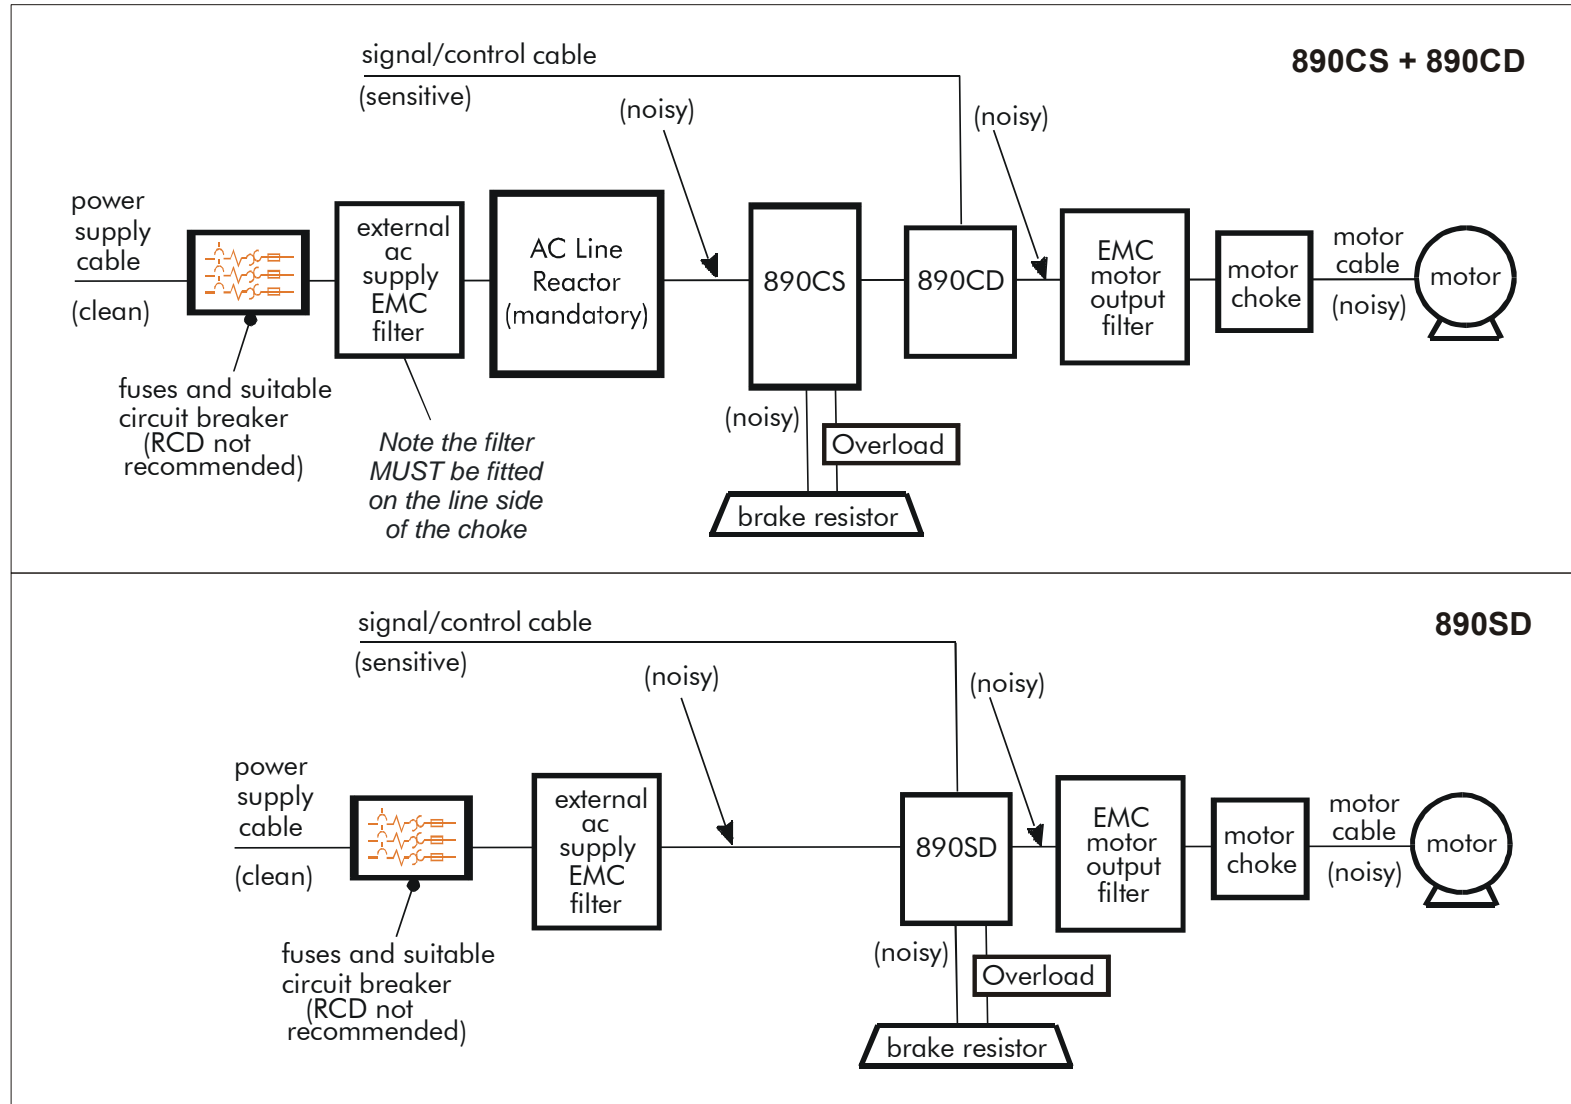 890CS + 890CD
signal/control cable
(sensitive)
(noisy)
(noisy)
power
supply
cable
(clean)
external
ac
supply
EMC
filter
AC Line
Reactor
(mandatory)
890CS
890CD
EMC
motor
output
filter
motor
choke
motor
cable
(noisy)
motor
fuses and suitable
circuit breaker
(RCD not
recommended)
Note the filter
MUST be fitted
on the line side
of the choke
(noisy)
Overload
brake resistor
890SD
signal/control cable
(sensitive)
(noisy)
(noisy)
power
supply
cable
(clean)
external
ac
supply
EMC
filter
890SD
EMC
motor
output
filter
motor
choke
motor
cable
(noisy)
motor
fuses and suitable
circuit breaker
(RCD not
recommended)
(noisy)
Overload
brake resistor